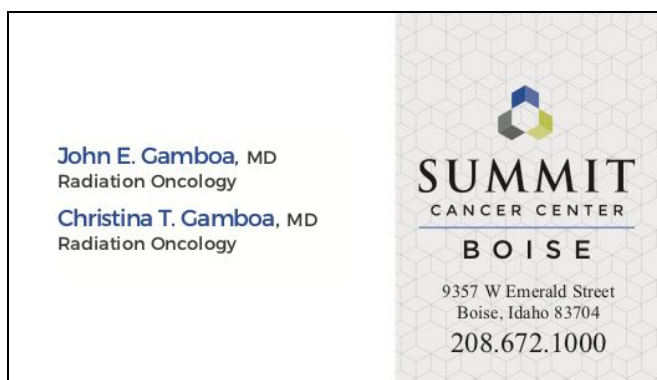 John E. Gamboa, MD
Radiation Oncology
Christina T. Gamboa, MD
Radiation Oncology
SUMMIT
CANCER CENTER
BOISE
9357 W Emerald Street
Boise, Idaho 83704
208.672.1000